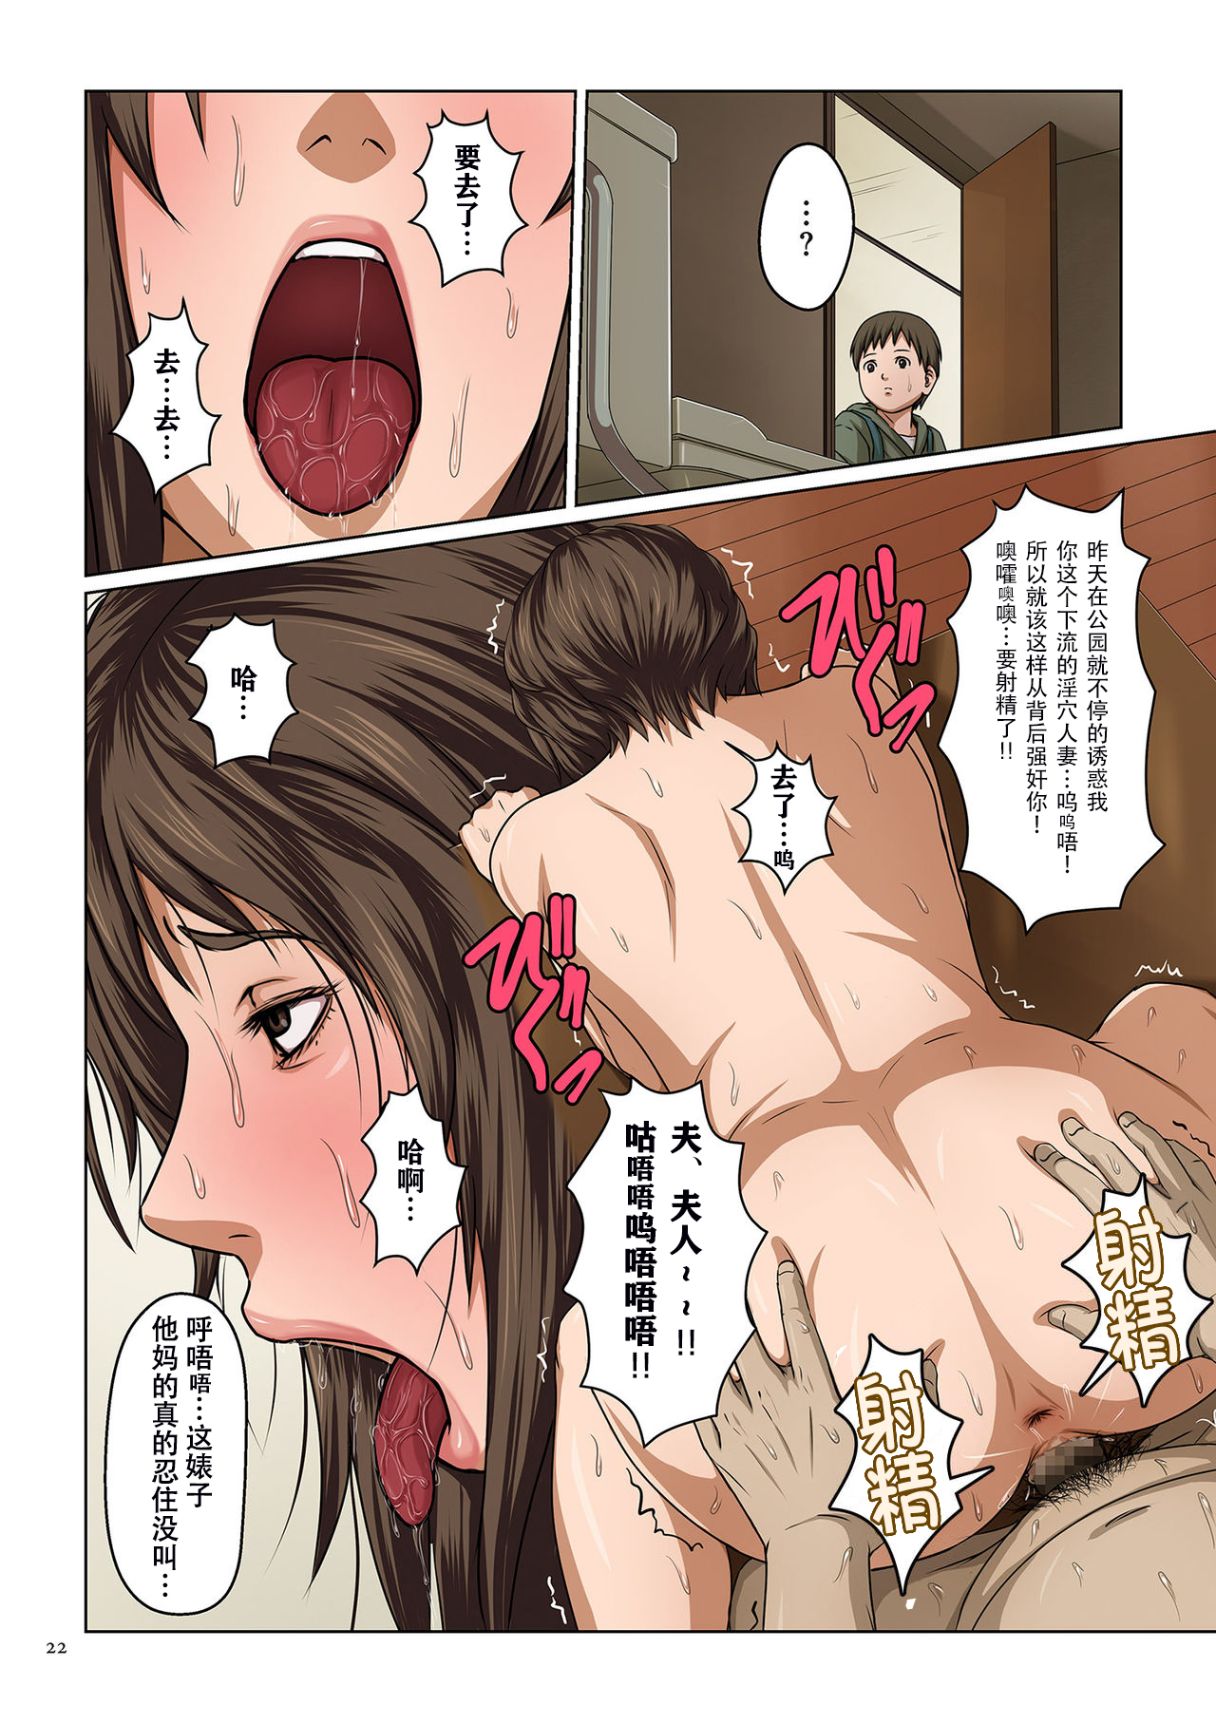 …?
要去了…
去…去…
昨天在公园就不停的诱惑我
你这个下流的淫穴人妻…呜呜唔！
所以就该这样从背后强奸你！
噢嚯噢噢…要射精了!!
哈…
去了…呜
びくっ
びくっ
夫、夫人~~!!
咕唔唔呜唔唔唔!!
哈啊…
射精
射精
呼唔唔…这婊子
他妈的真的忍住没叫…
22